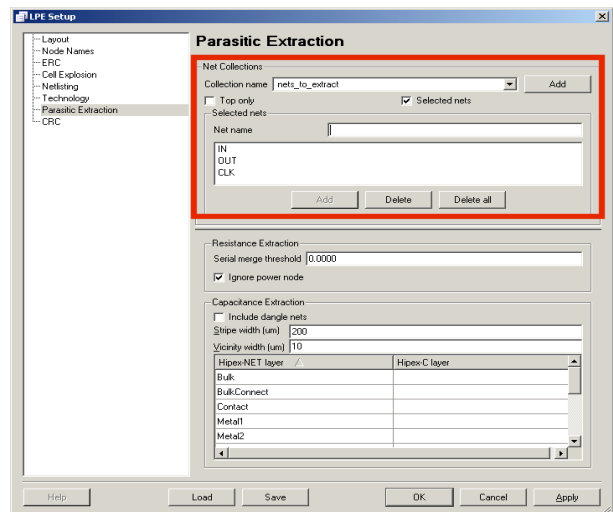 LPE Setup
Layout
Node Names
ERC
Cell Explosion
Netlisting
Technology
Parasitic Extraction
CRC
Parasitic Extraction
Net Collections
Collection name nets_to_extract Add
Top only Selected nets
Selected nets
Net name
IN
OUT
CLK
Add Delete Delete all
Resistance Extraction
Serial merge threshold 0.0000
Ignore power node
Capacitance Extraction
Include dangle nets
Stripe width (um) 200
Vicinity width (um) 10
Hipex-NET layer Hipex-C layer
Bulk
BulkConnect
Contact
Metal1
Metal2
Help Load Save OK Cancel Apply